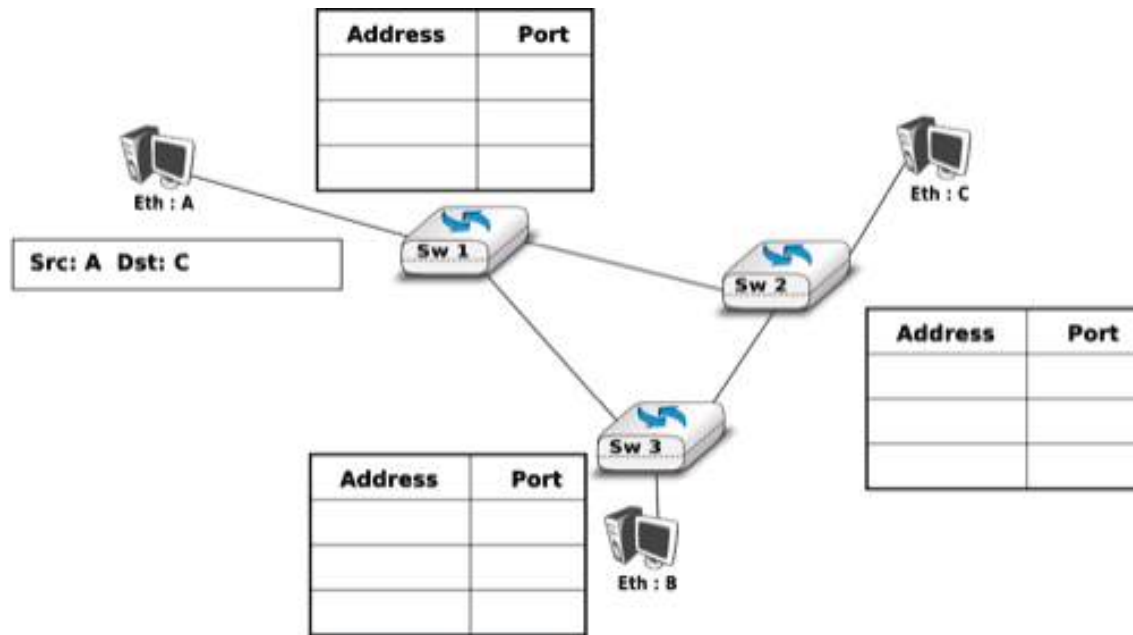 Address Port
Eth : A
Eth : C
Src: A Dst: C
Sw 1
Sw 2
Address Port
Sw 3
Address Port
Eth : B